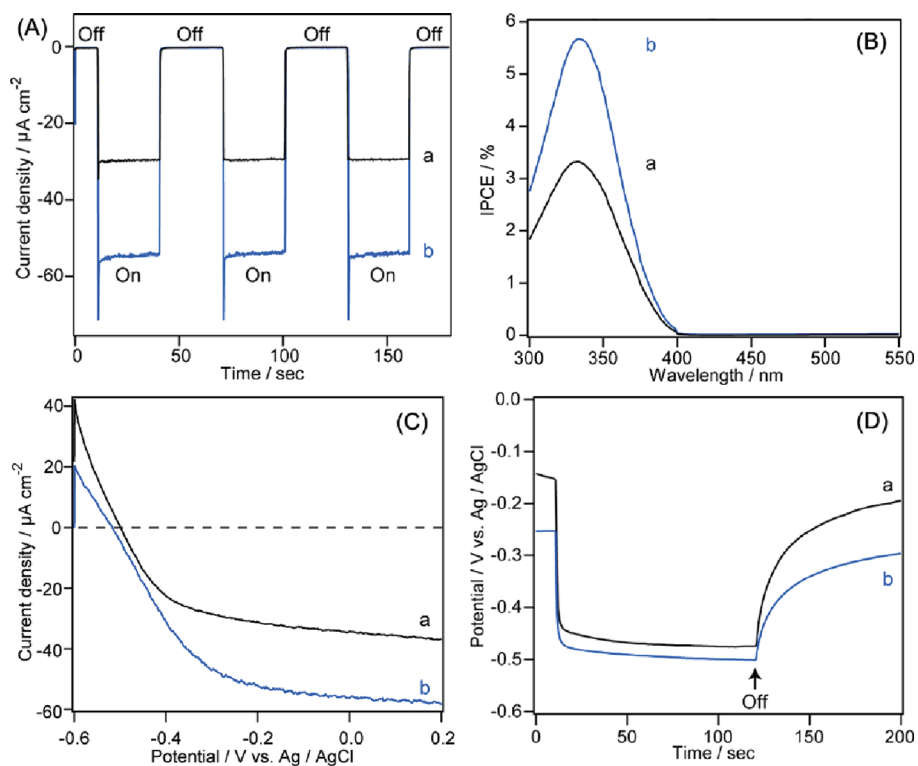 (A)
Off Off Off Off
0
-20
-40
-60
Current density / µA cm⁻²
a
b
On On On
0 50 100 150
Time / sec
(B)
6
5
4
3
2
1
0
IPCE / %
b
a
300 350 400 450 500 550
Wavelength / nm
(C)
40
20
0
-20
-40
-60
Current density / µA cm⁻²
a
b
-0.6 -0.4 -0.2 0.0 0.2
Potential / V vs. Ag / AgCl
(D)
0.0
-0.1
-0.2
-0.3
-0.4
-0.5
-0.6
Potential / V vs. Ag / AgCl
a
b
Off
0 50 100 150 200
Time / sec